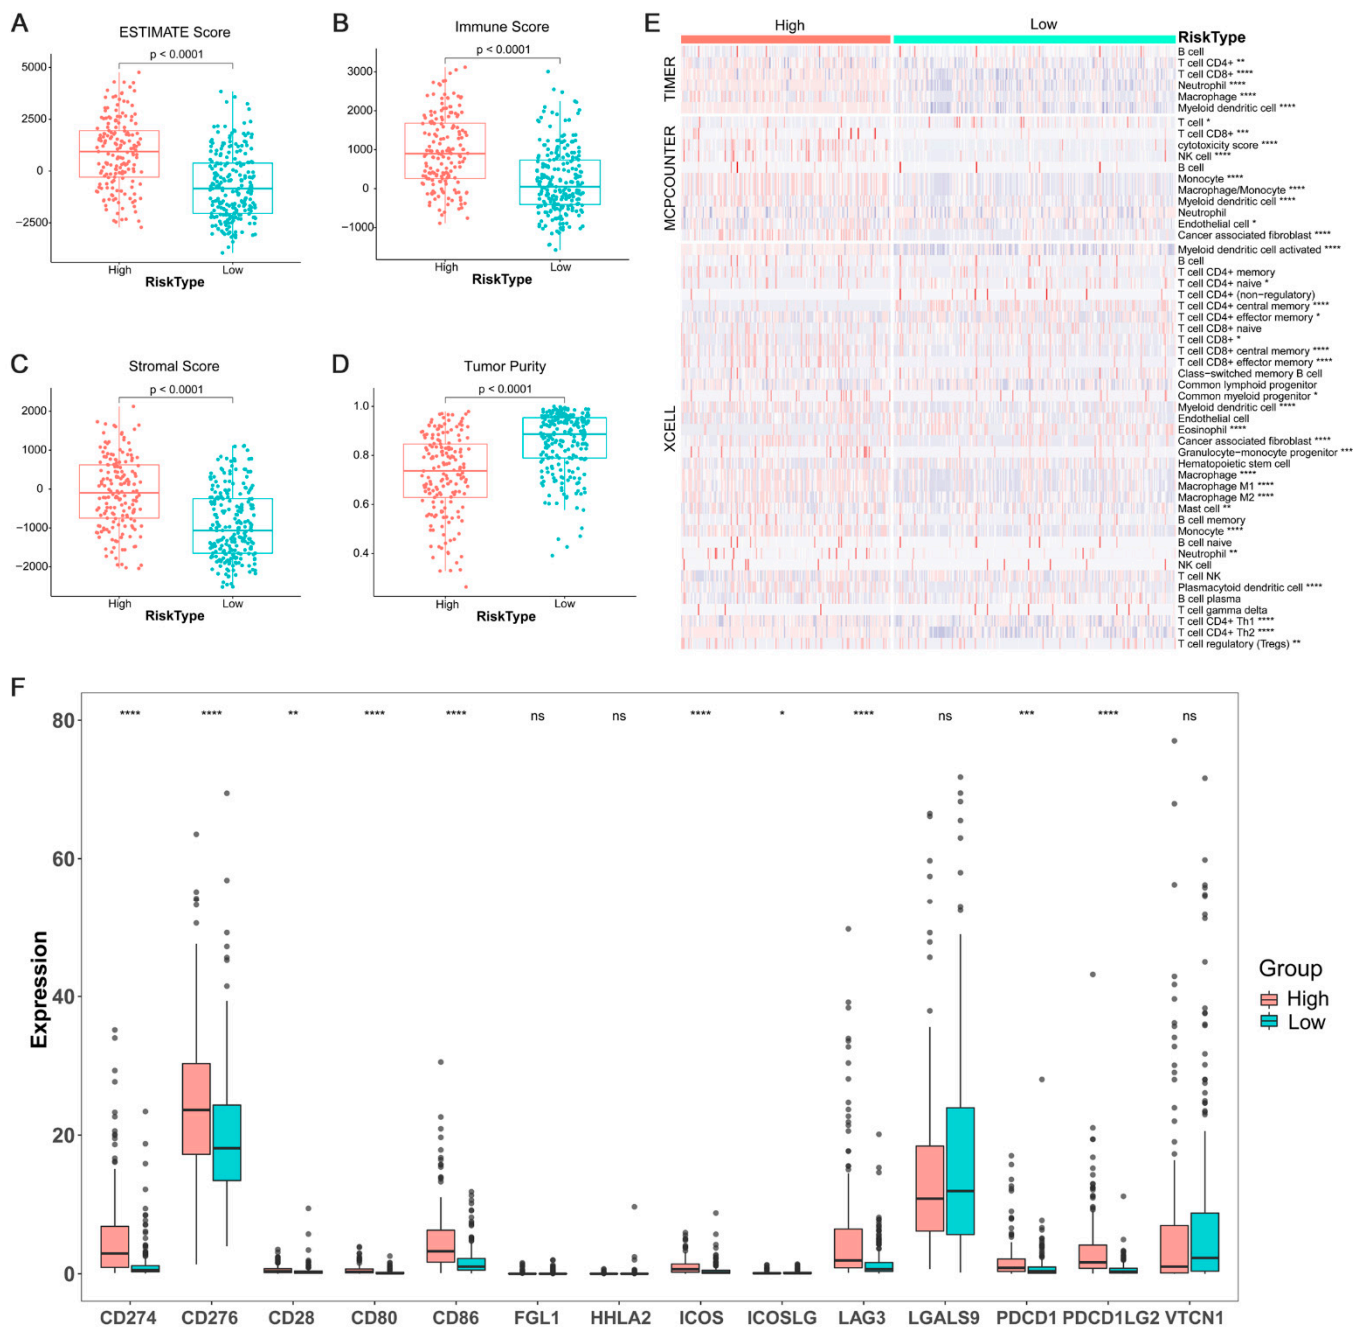 A
ESTIMATE Score
p < 0.0001
5000
2500
0
−2500
High
Low
RiskType
B
Immune Score
p < 0.0001
3000
2000
1000
0
−1000
High
Low
RiskType
C
Stromal Score
p < 0.0001
2000
1000
0
−1000
−2000
High
Low
RiskType
D
Tumor Purity
p < 0.0001
1.0
0.8
0.6
0.4
High
Low
RiskType
E
High
Low
RiskType
TIMER
B cell
T cell CD4+ **
T cell CD8+ ****
Neutrophil ****
Macrophage ****
Myeloid dendritic cell ****
MCPCOUNTER
T cell *
T cell CD8+ ***
cytotoxicity score ****
NK cell ****
B cell
Monocyte ****
Macrophage/Monocyte ****
Myeloid dendritic cell ****
Neutrophil
Endothelial cell *
Cancer associated fibroblast ****
XCELL
Myeloid dendritic cell activated ****
B cell
T cell CD4+ memory
T cell CD4+ naive *
T cell CD4+ (non−regulatory)
T cell CD4+ central memory ****
T cell CD4+ effector memory *
T cell CD8+ naive
T cell CD8+ *
T cell CD8+ central memory ****
T cell CD8+ effector memory ****
Class−switched memory B cell
Common lymphoid progenitor
Common myeloid progenitor *
Myeloid dendritic cell ****
Endothelial cell
Eosinophil ****
Cancer associated fibroblast ****
Granulocyte−monocyte progenitor ***
Hematopoietic stem cell
Macrophage ****
Macrophage M1 ****
Macrophage M2 ****
Mast cell **
B cell memory
Monocyte ****
B cell naive
Neutrophil **
NK cell
T cell NK
Plasmacytoid dendritic cell ****
B cell plasma
T cell gamma delta
T cell CD4+ Th1 ****
T cell CD4+ Th2 ****
T cell regulatory (Tregs) **
F
**** **** ** **** **** ns ns **** * **** ns *** **** ns
80
60
40
20
0
Expression
CD274 CD276 CD28 CD80 CD86 FGL1 HHLA2 ICOS ICOSLG LAG3 LGALS9 PDCD1 PDCD1LG2 VTCN1
Group
High
Low